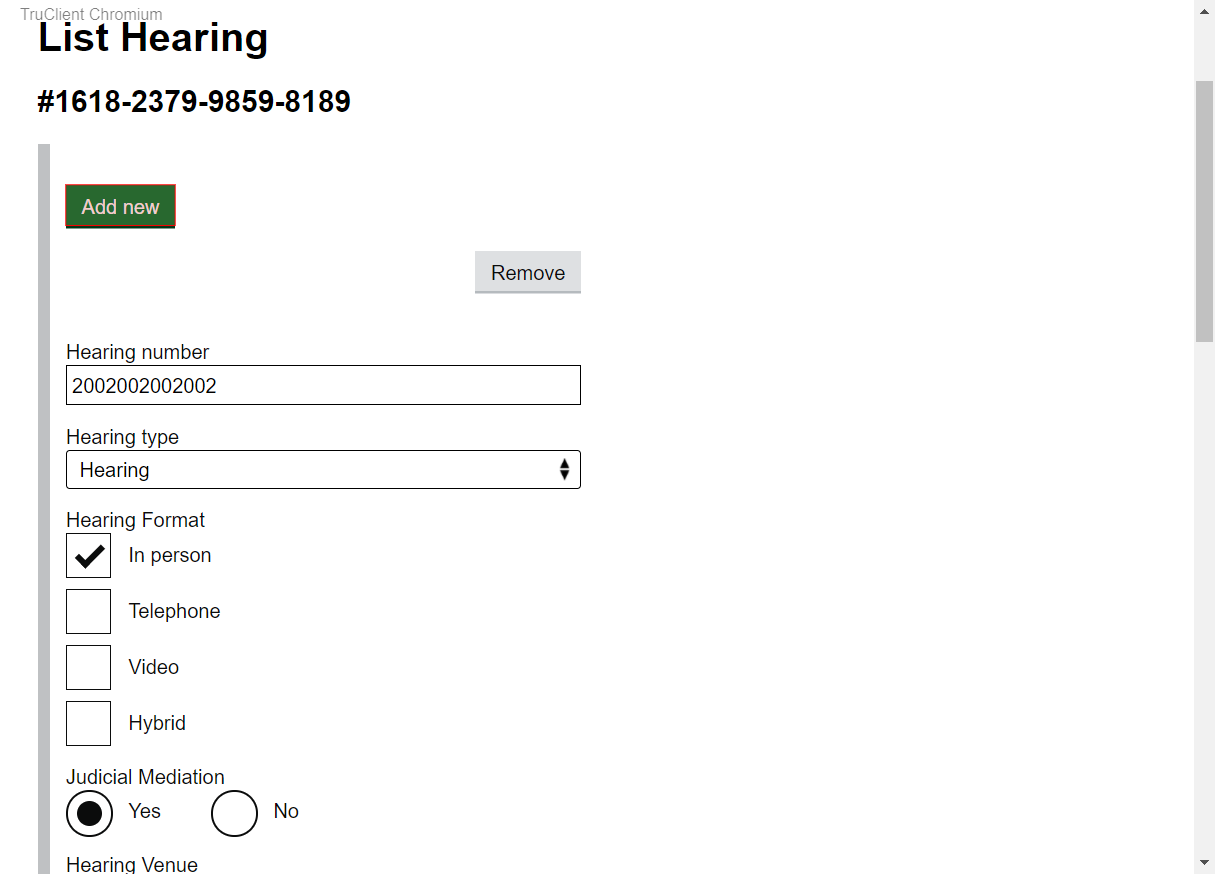 TruClient Chromium
List Hearing
#1618-2379-9859-8189
Add new
Remove
Hearing number
2002002002002
Hearing type
Hearing
Hearing Format
In person
Telephone
Video
Hybrid
Judicial Mediation
Yes No
Hearing Venue